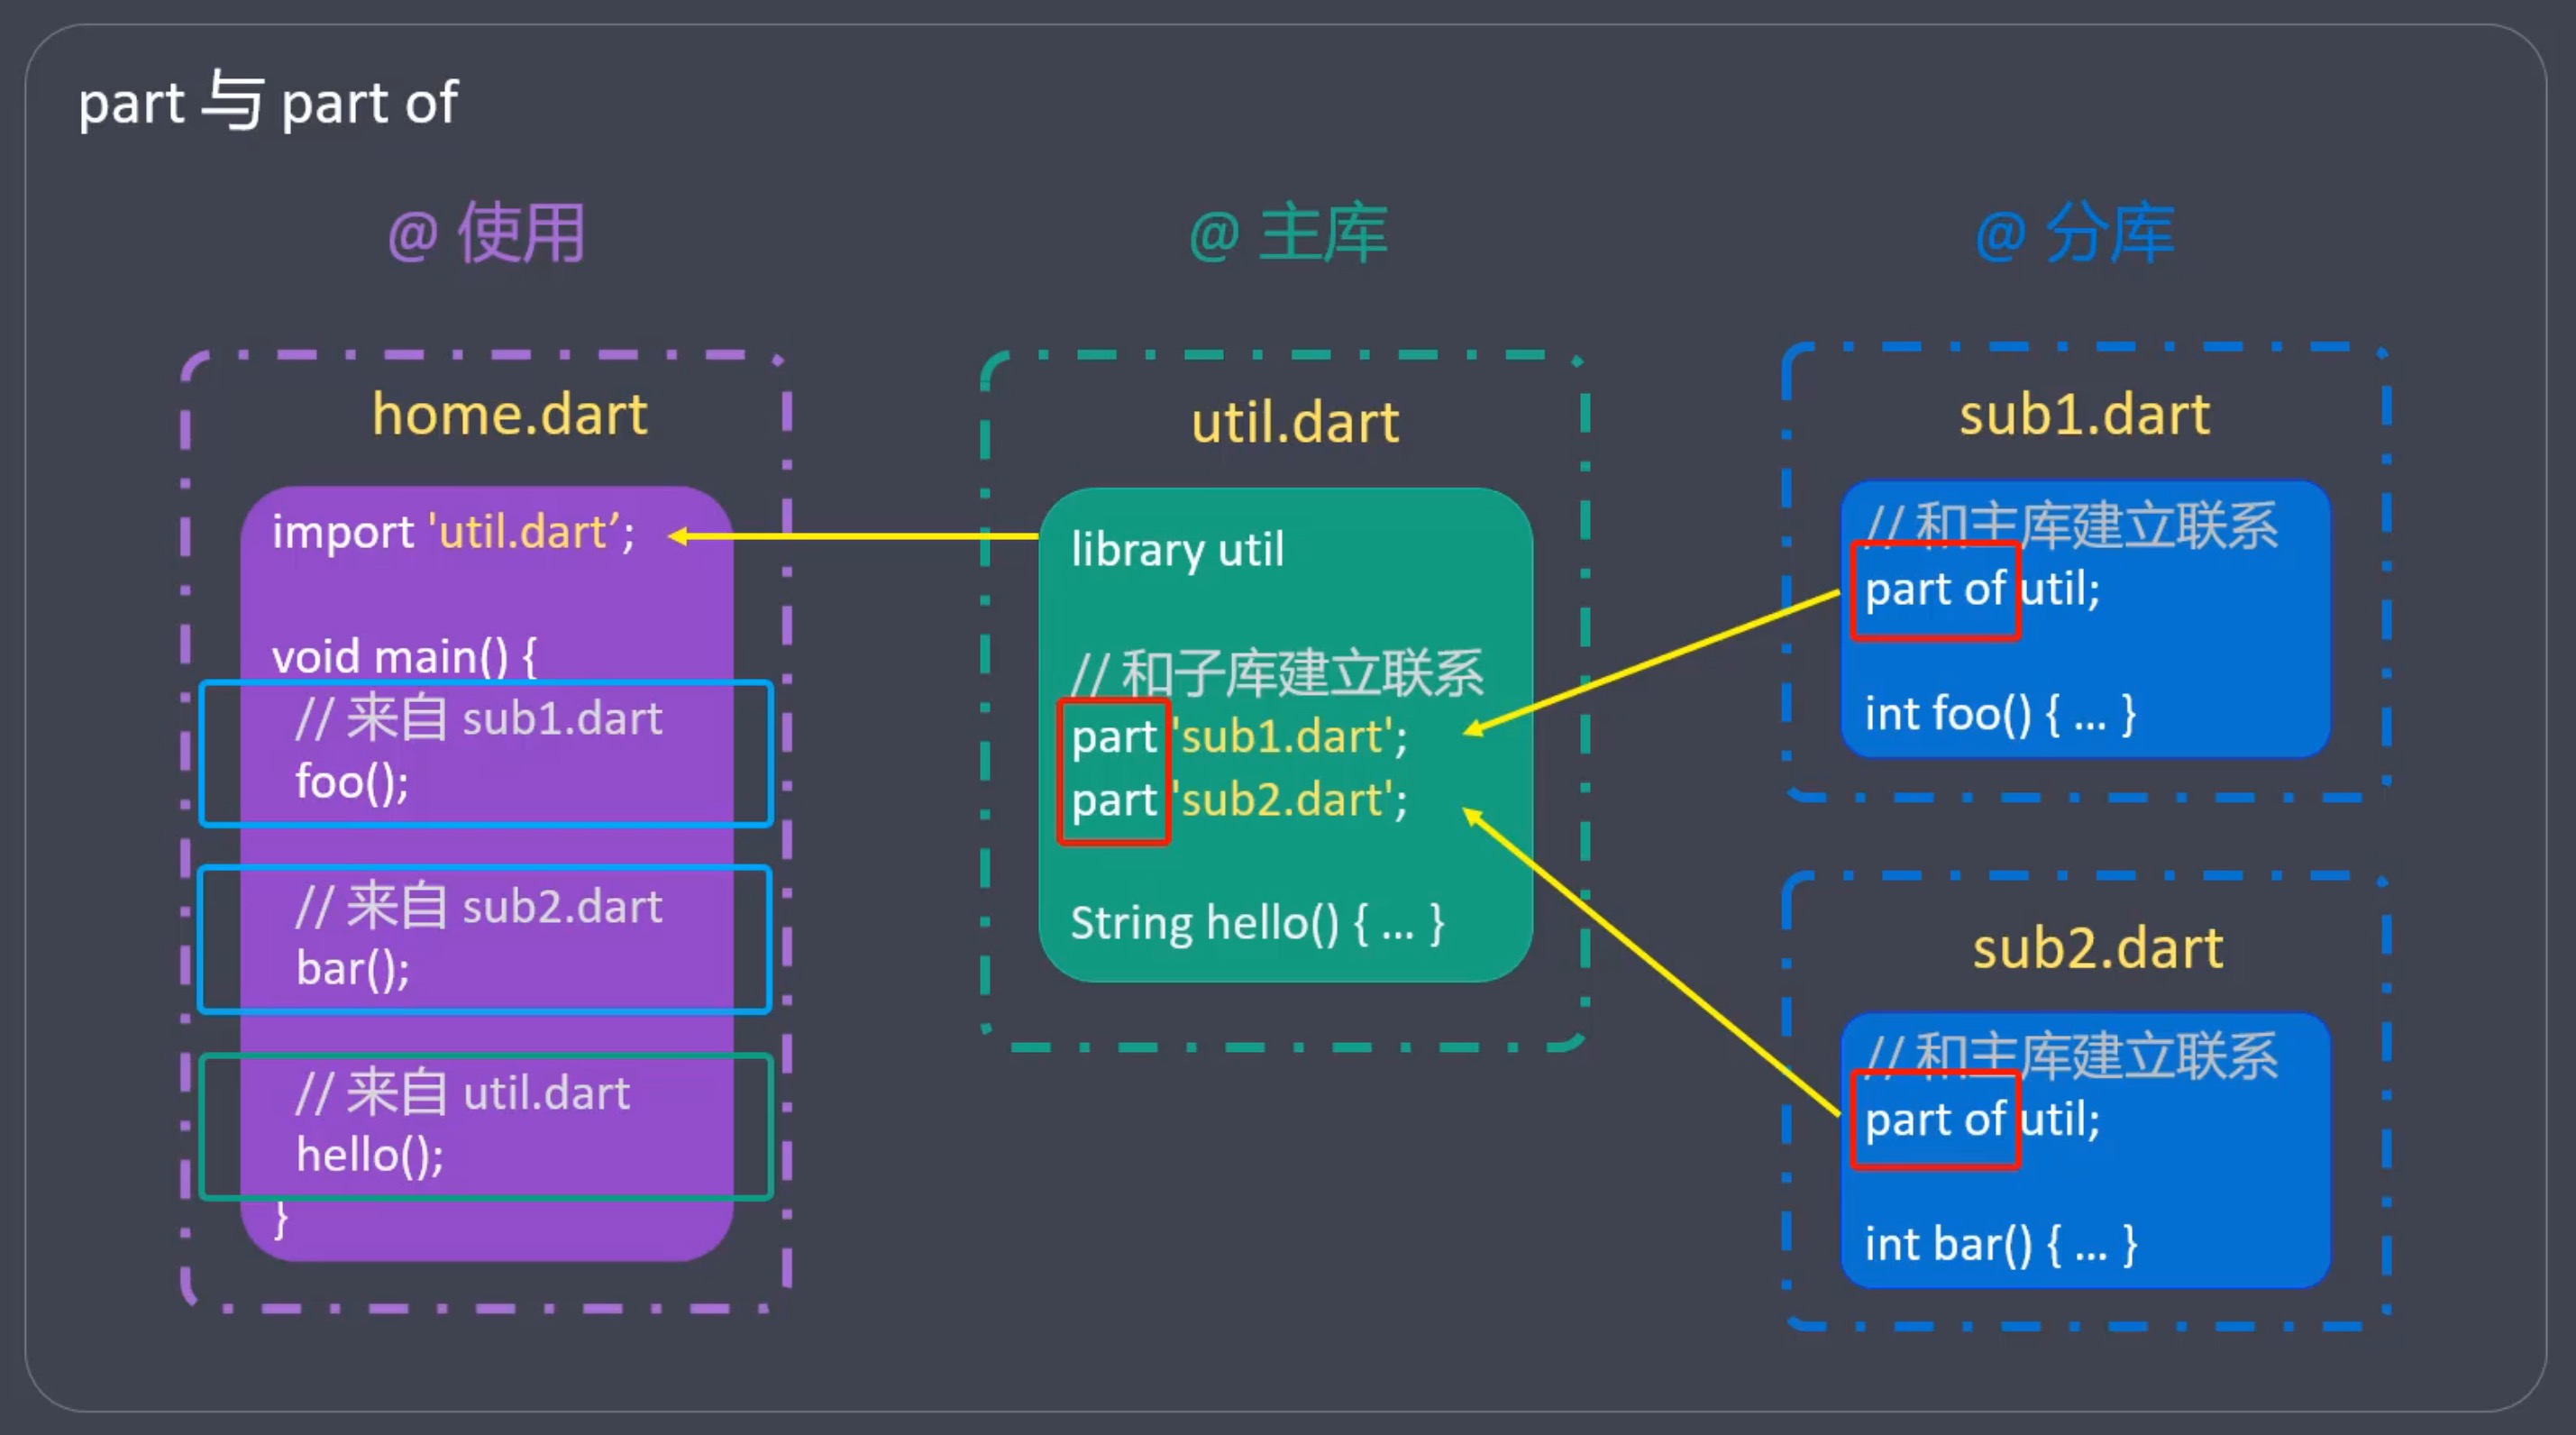 part 与 part of
@ 使用
home.dart
import 'util.dart’;
void main() {
// 来自 sub1.dart
foo();
// 来自 sub2.dart
bar();
// 来自 util.dart
hello();
}
@ 主库
util.dart
library util
// 和子库建立联系
part 'sub1.dart';
part 'sub2.dart';
String hello() { ... }
@ 分库
sub1.dart
// 和主库建立联系
part of util;
int foo() { ... }
sub2.dart
// 和主库建立联系
part of util;
int bar() { ... }